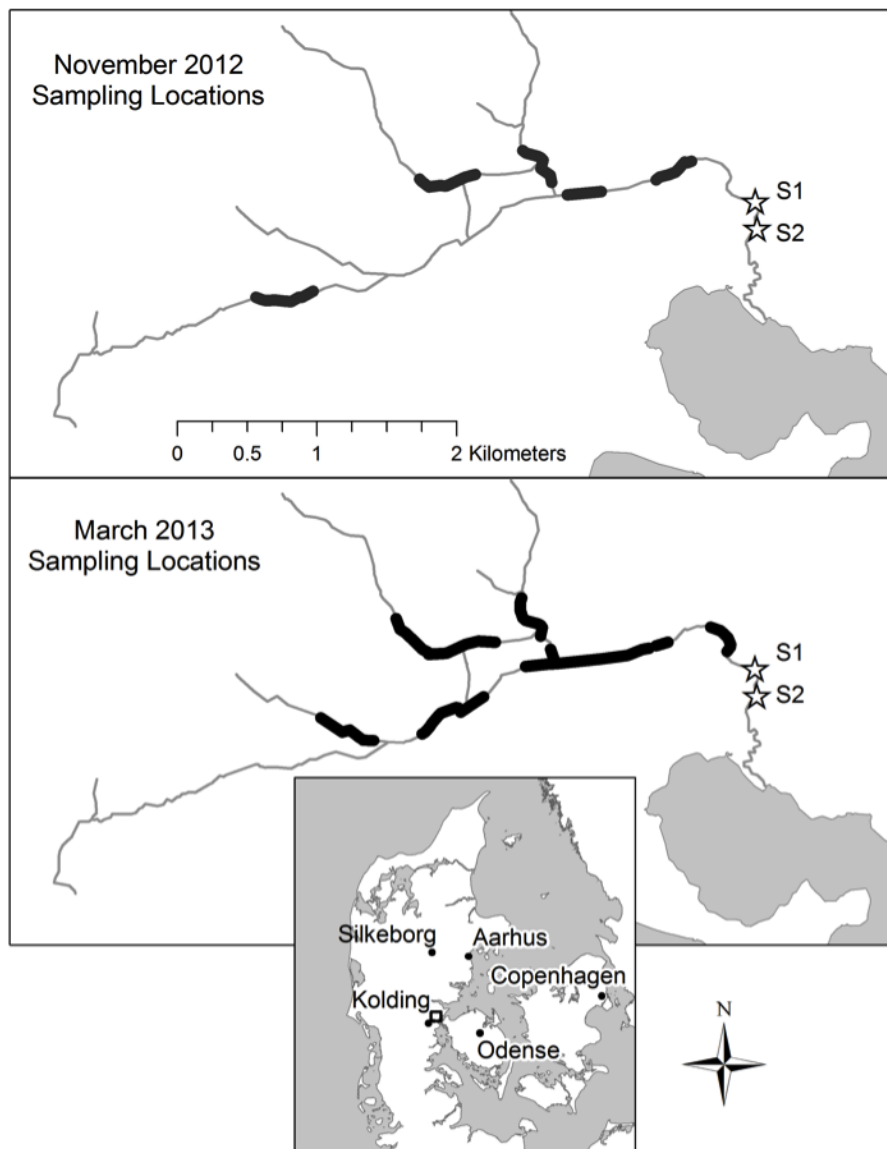 November 2012
Sampling Locations
S1
S2
0 0.5 1 2 Kilometers
March 2013
Sampling Locations
S1
S2
Silkeborg
Aarhus
Copenhagen
Kolding
Odense
N